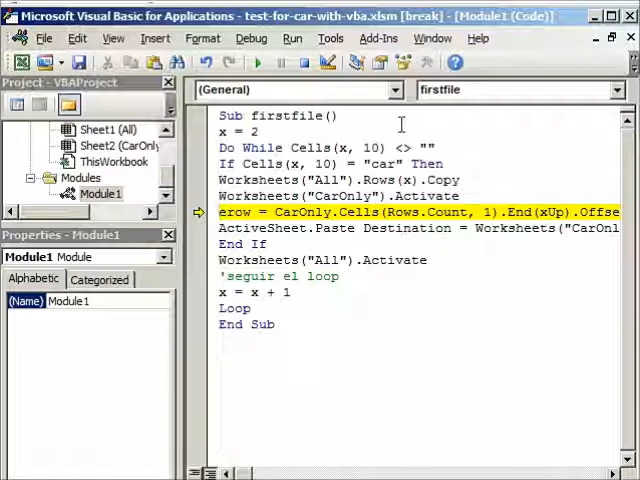 Microsoft Visual Basic for Applications - test-for-car-with-vba.xlsm [break] - [Module1 (Code)]
File Edit View Insert Format Debug Run Tools Add-Ins Window Help
Project - VBAProject
Sheet1 (All)
Sheet2 (CarOnly
ThisWorkbook
Modules
Module1
Properties - Module1
Module1 Module
Alphabetic Categorized
(Name) Module1
(General) firstfile
Sub firstfile()
x = 2
Do While Cells(x, 10) <> ""
If Cells(x, 10) = "car" Then
Worksheets("All").Rows(x).Copy
Worksheets("CarOnly").Activate
erow = CarOnly.Cells(Rows.Count, 1).End(xUp).Offse
ActiveSheet.Paste Destination = Worksheets("CarOnl
End If
Worksheets("All").Activate
'seguir el loop
x = x + 1
Loop
End Sub